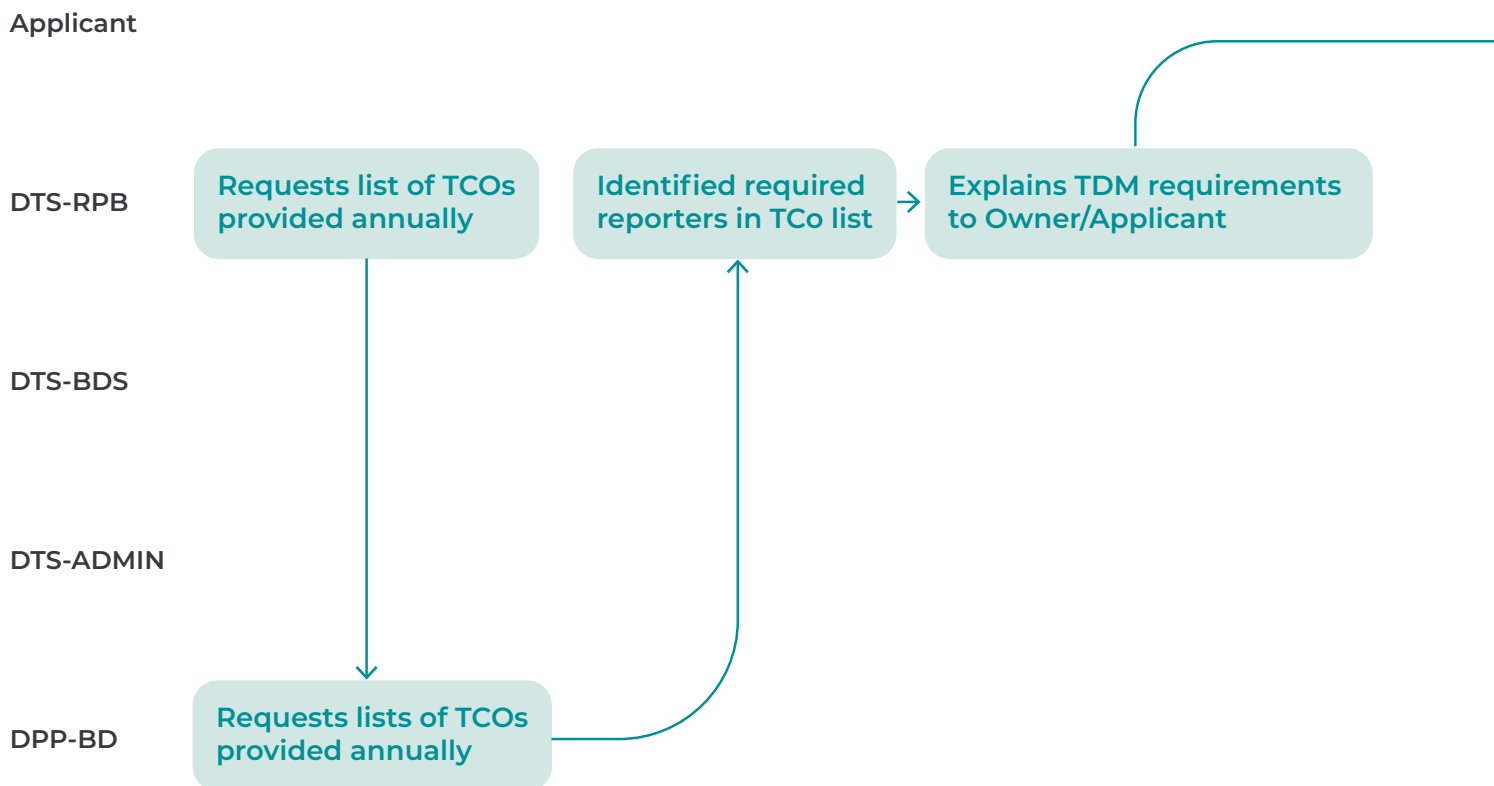 Applicant
DTS-RPB
Requests list of TCOs
provided annually
Identified required
reporters in TCo list
Explains TDM requirements
to Owner/Applicant
DTS-BDS
DTS-ADMIN
DPP-BD
Requests lists of TCOs
provided annually